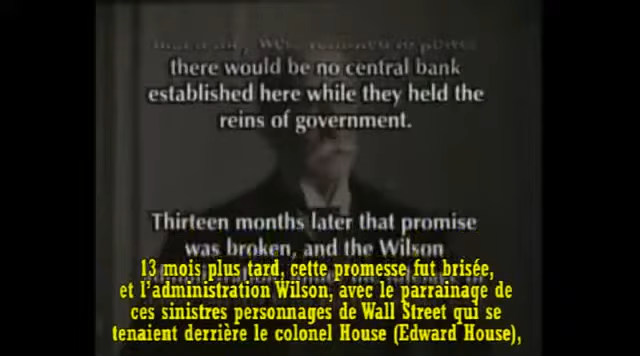 there would be no central bank
established here while they held the
reins of government.
Thirteen months later that promise
was broken, and the Wilson
13 mois plus tard, cette promesse fut brisée,
et l'administration Wilson, avec le parrainage de
ces sinistres personnages de Wall Street qui se
tenaient derrière le colonel House (Edward House),